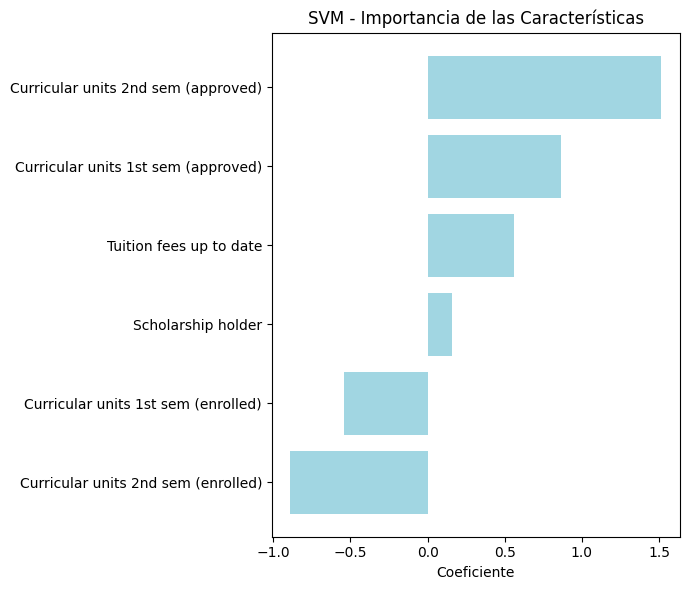 SVM - Importancia de las Características
Curricular units 2nd sem (approved)
Curricular units 1st sem (approved)
Tuition fees up to date
Scholarship holder
Curricular units 1st sem (enrolled)
Curricular units 2nd sem (enrolled)
−1.0 −0.5 0.0 0.5 1.0 1.5
Coeficiente